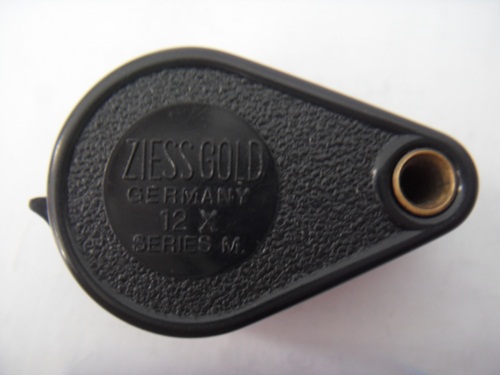 ZIESS GOLD
GERMANY
12 X
SERIES M.